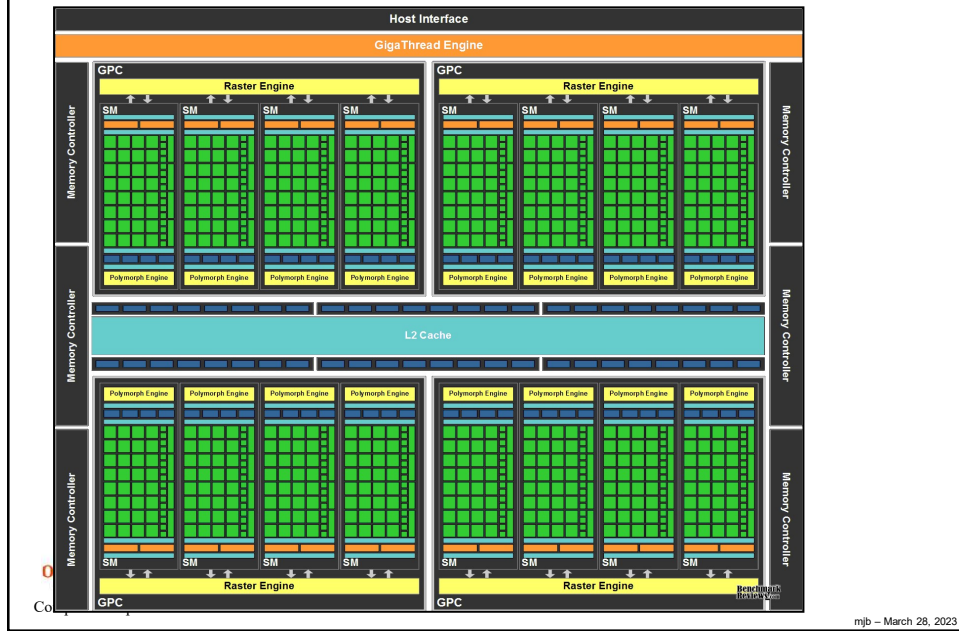 Host Interface
GigaThread Engine
GPC
GPC
Raster Engine
Raster Engine
SM SM SM SM SM SM SM SM
Memory Controller
Memory Controller
Polymorph Engine Polymorph Engine Polymorph Engine Polymorph Engine Polymorph Engine Polymorph Engine Polymorph Engine Polymorph Engine
Memory Controller
Memory Controller
L2 Cache
Polymorph Engine Polymorph Engine Polymorph Engine Polymorph Engine Polymorph Engine Polymorph Engine Polymorph Engine Polymorph Engine
Memory Controller
Memory Controller
SM SM SM SM SM SM SM SM
Raster Engine
Raster Engine
GPC
GPC
Benchmark
Reviews.com
mjb – March 28, 2023